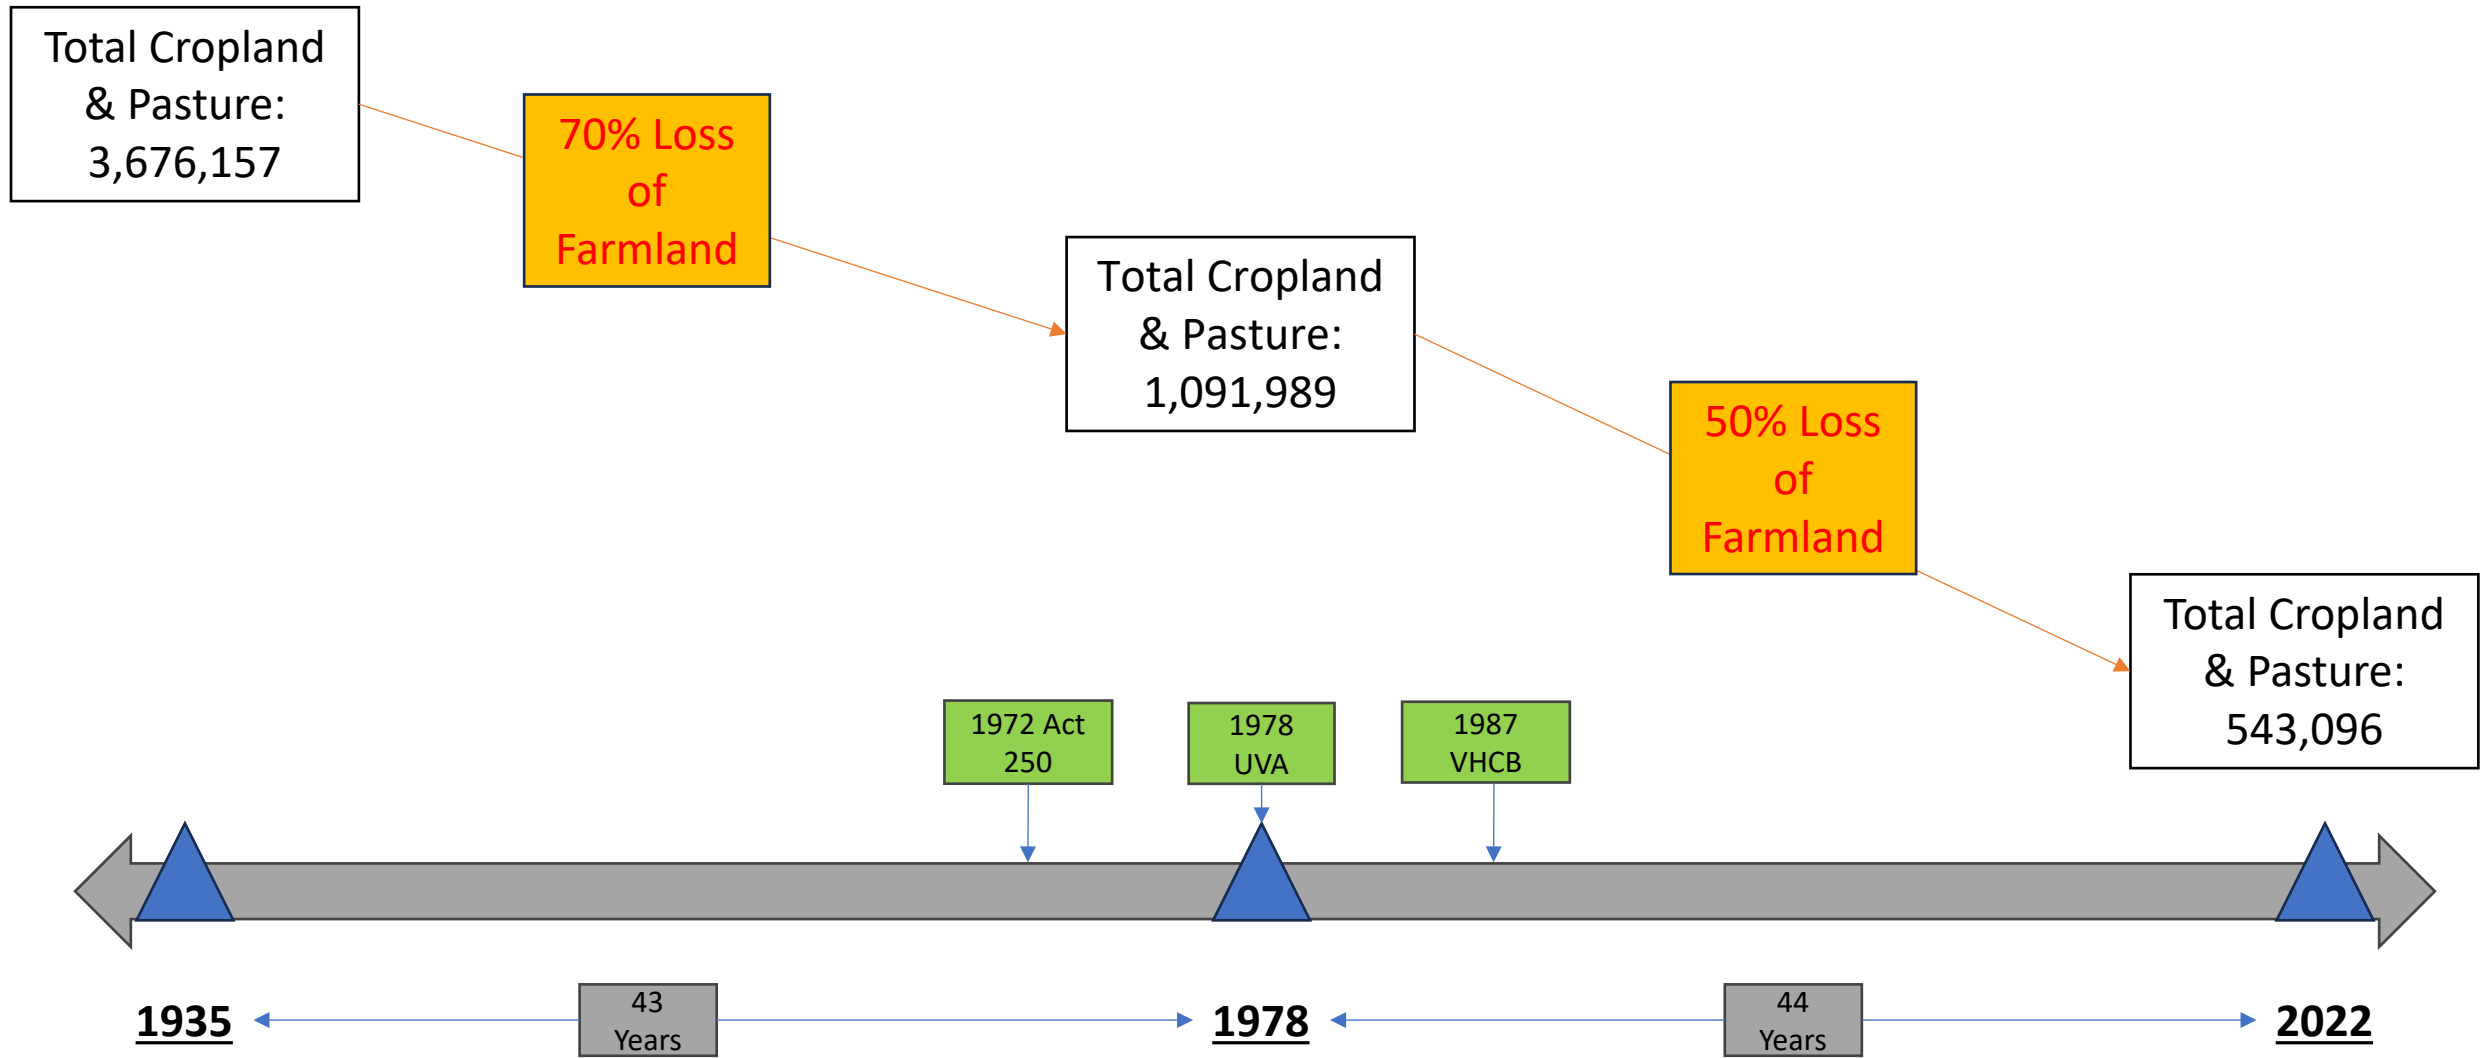 Total Cropland
& Pasture:
3,676,157
70% Loss
of
Farmland
Total Cropland
& Pasture:
1,091,989
50% Loss
of
Farmland
Total Cropland
& Pasture:
543,096
1972 Act
250
1978
UVA
1987
VHCB
1935
43
Years
1978
44
Years
2022